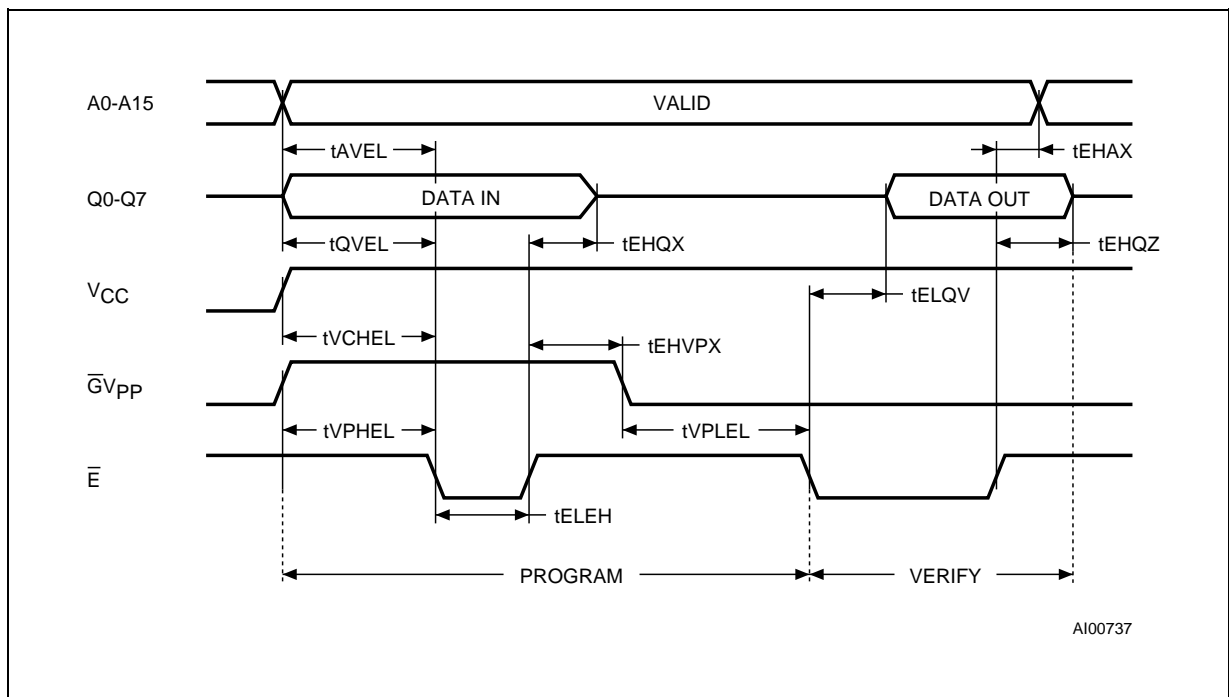 A0-A15
VALID
tAVEL
tEHAX
Q0-Q7
DATA IN
DATA OUT
tQVEL
tEHQX
tEHQZ
VCC
tELQV
tVCHEL
tEHVPX
G̅VPP
tVPHEL
tVPLEL
E̅
tELEH
PROGRAM
VERIFY
AI00737